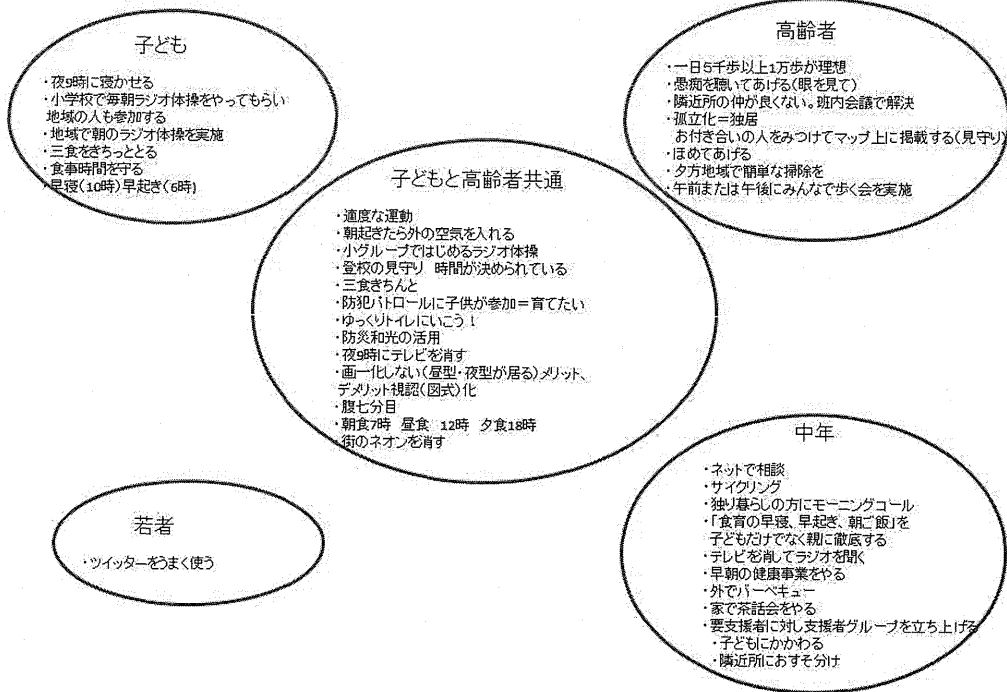 子ども
・夜9時に寝かせる
・小学校で毎朝ラジオ体操をやってもらい
地域の人も参加する
・地域で朝のラジオ体操を実施
・三食をきちっととる
・食事時間を守る
・早寝(10時)早起き(6時)
高齢者
・一日5千歩以上1万歩が理想
・愚痴を聴いてあげる(眼を見て)
・隣近所の仲が良くない。班内会議で解決
・孤立化=独居
お付き合いの人をみつけてマップ上に掲載する(見守り)
・ほめてあげる
・夕方地域で簡単な掃除を
・午前または午後にみんなで歩く会を実施
子どもと高齢者共通
・適度な運動
・朝起きたら外の空気を入れる
・小グループではじめるラジオ体操
・登校の見守り 時間が決められている
・三食きちんと
・防犯パトロールに子供が参加=育てたい
・ゆっくりトイレにいこう!
・防災和光の活用
・夜9時にテレビを消す
・画一化しない(昼型・夜型が居る)メリット、
デメリット視認(図式)化
・腹七分目
・朝食7時 昼食 12時 夕食18時
・街のネオンを消す
若者
・ツイッターをうまく使う
中年
・ネットで相談
・サイクリング
・独り暮らしの方にモーニングコール
・「食育の早寝、早起き、朝ご飯」を
子どもだけでなく親に徹底する
・テレビを消してラジオを聞く
・早朝の健康事業をやる
・外でバーベキュー
・家で茶話会をやる
・要支援者に対し支援者グループを立ち上げる
・子どもにかかわる
・隣近所におすそ分け